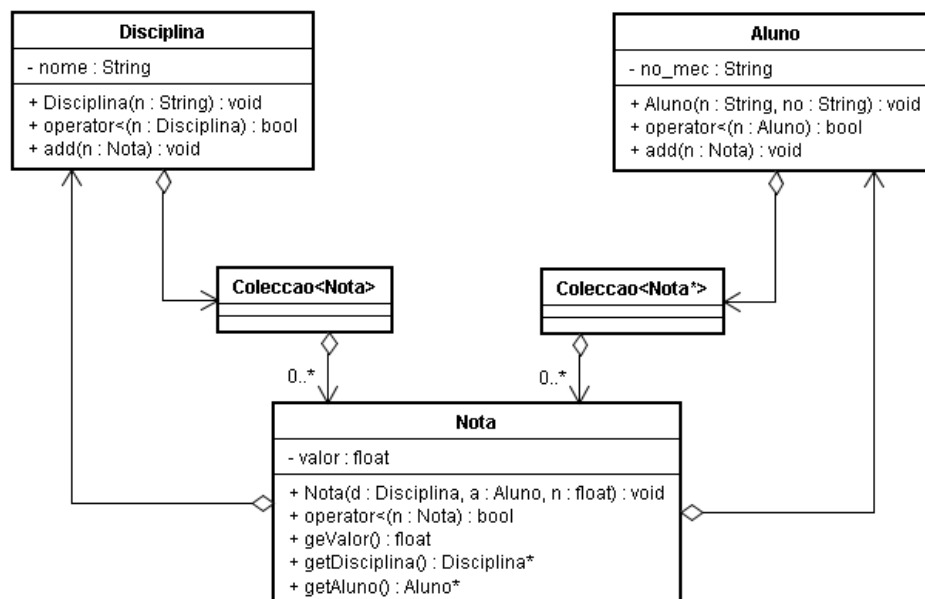 Disciplina
- nome : String
+ Disciplina(n : String) : void
+ operator<(n : Disciplina) : bool
+ add(n : Nota) : void
Aluno
- no_mec : String
+ Aluno(n : String, no : String) : void
+ operator<(n : Aluno) : bool
+ add(n : Nota) : void
Coleccao<Nota>
Coleccao<Nota*>
0..*
0..*
Nota
- valor : float
+ Nota(d : Disciplina, a : Aluno, n : float) : void
+ operator<(n : Nota) : bool
+ geValor() : float
+ getDisciplina() : Disciplina*
+ getAluno() : Aluno*